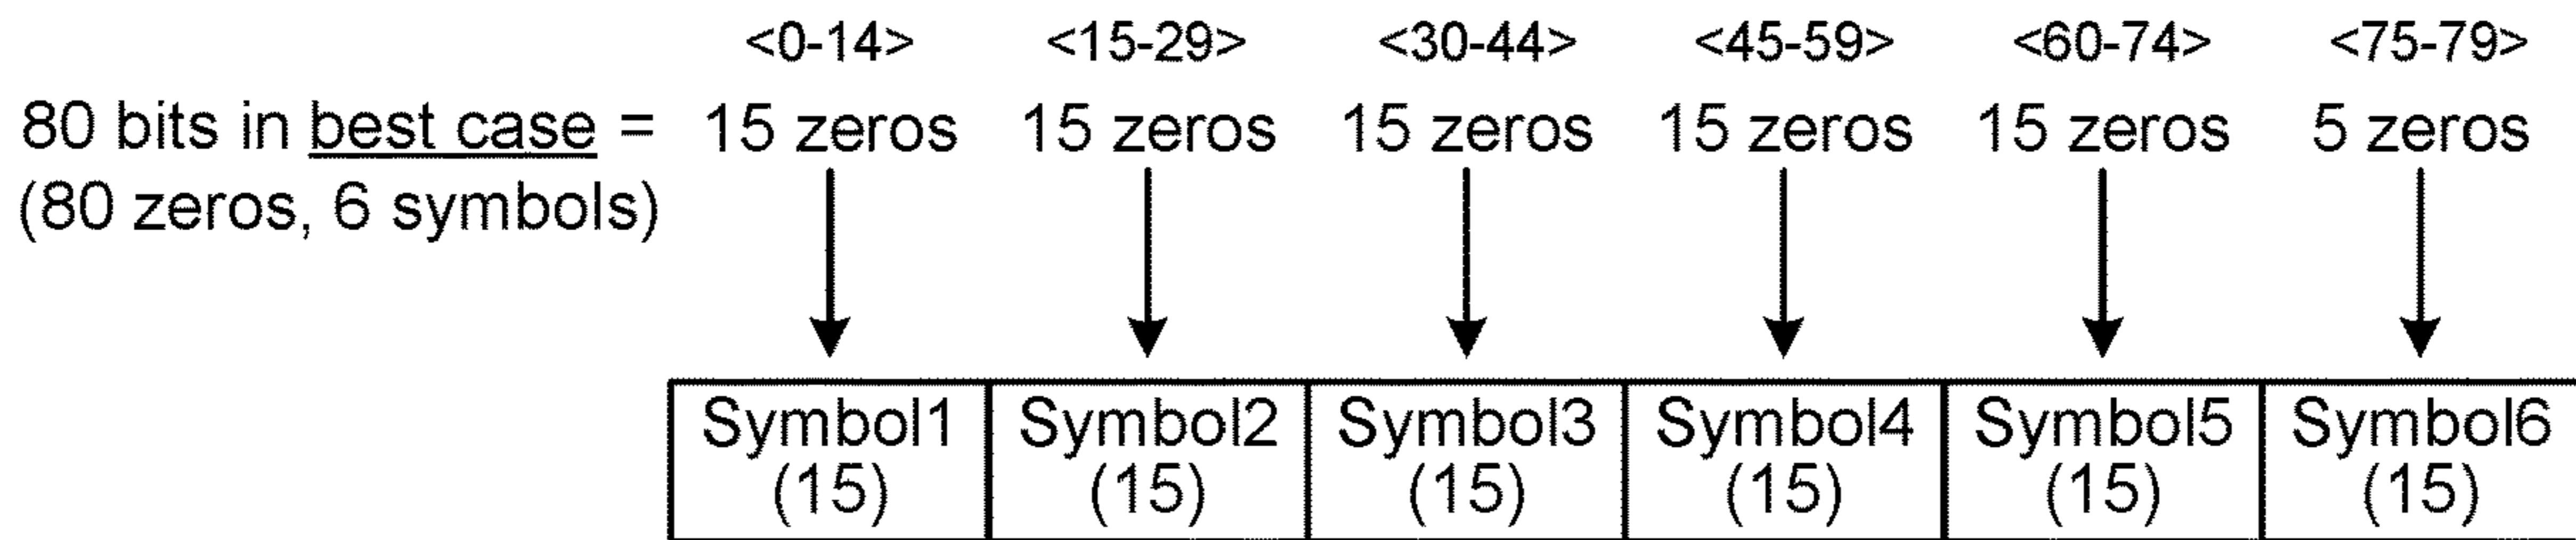 <0-14> <15-29> <30-44> <45-59> <60-74> <75-79>
80 bits in best case = 15 zeros 15 zeros 15 zeros 15 zeros 15 zeros 5 zeros
(80 zeros, 6 symbols)
Symbol1 Symbol2 Symbol3 Symbol4 Symbol5 Symbol6
(15) (15) (15) (15) (15) (15)